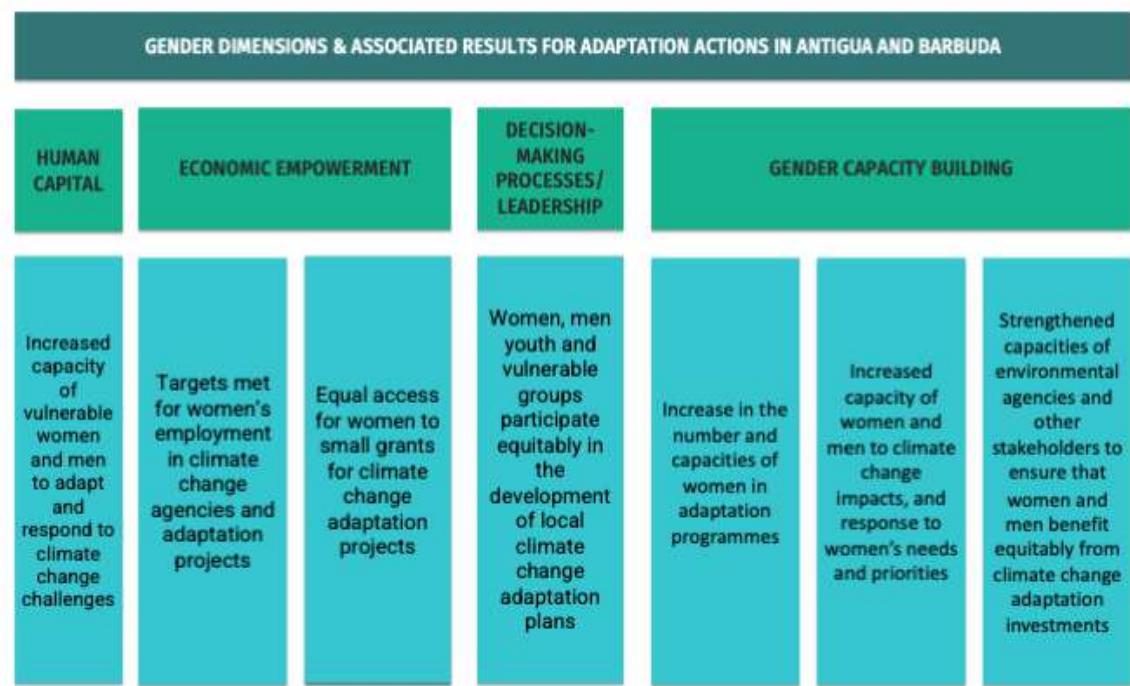 GENDER DIMENSIONS & ASSOCIATED RESULTS FOR ADAPTATION ACTIONS IN ANTIGUA AND BARBUDA
HUMAN
CAPITAL
ECONOMIC EMPOWERMENT
DECISION-
MAKING
PROCESSES/
LEADERSHIP
GENDER CAPACITY BUILDING
Increased
capacity
of
vulnerable
women
and men
to adapt
and
respond to
climate
change
challenges
Targets met
for women's
employment
in climate
change
agencies and
adaptation
projects
Equal access
for women to
small grants
for climate
change
adaptation
projects
Women, men
youth and
vulnerable
groups
participate
equitably in
the
development
of local
climate
change
adaptation
plans
Increase in the
number and
capacities of
women in
adaptation
programmes
Increased
capacity of
women and
men to climate
change
impacts, and
response to
women's needs
and priorities
Strengthened
capacities of
environmental
agencies and
other
stakeholders to
ensure that
women and
men benefit
equitably from
climate change
adaptation
investments